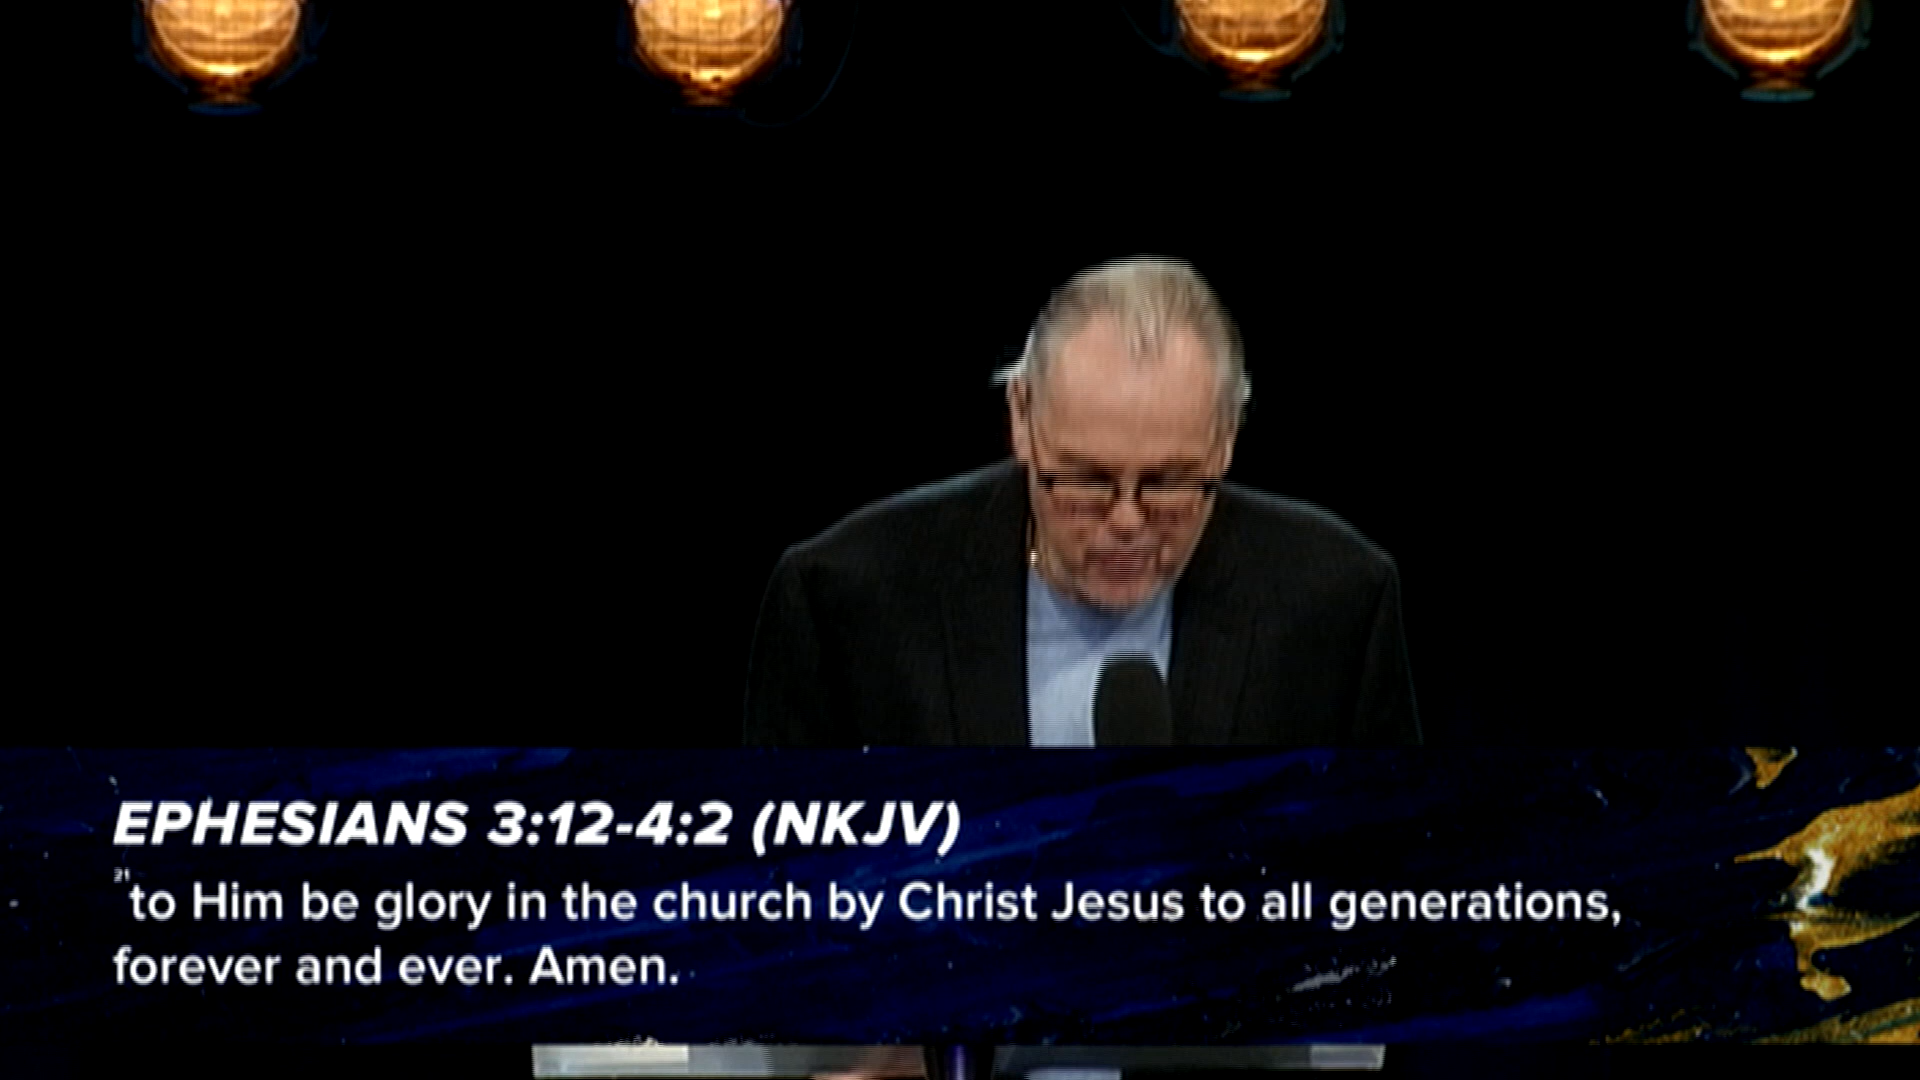 EPHESIANS 3:12-4:2 (NKJV)
21to Him be glory in the church by Christ Jesus to all generations,
forever and ever. Amen.